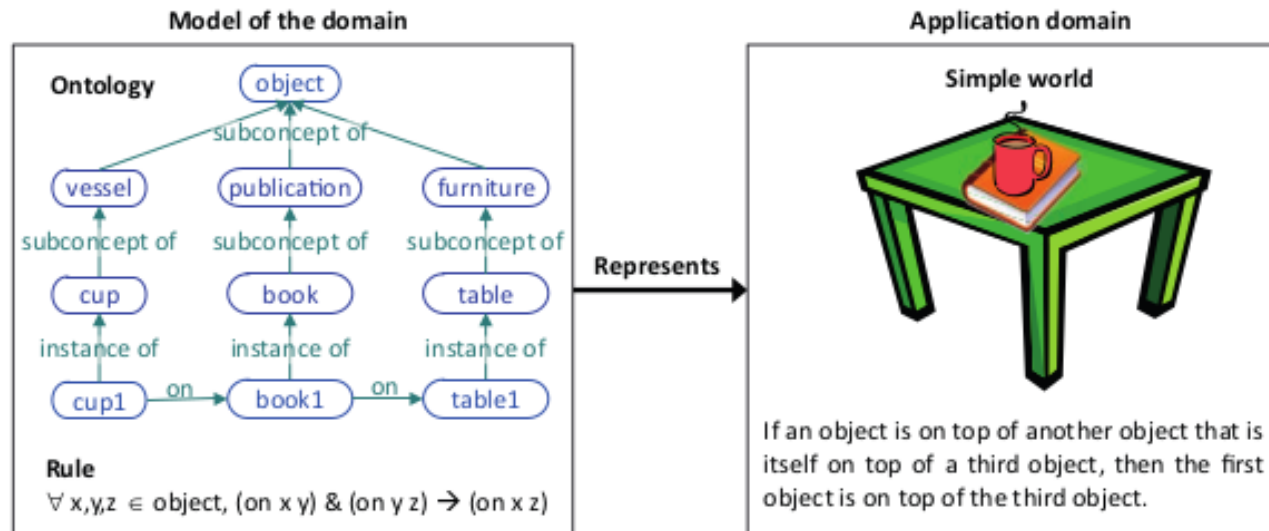 Model of the domain
Ontology
object
subconcept of
vessel
publication
furniture
subconcept of
subconcept of
subconcept of
cup
book
table
instance of
instance of
instance of
cup1
on
book1
on
table1
Rule
∀ x,y,z ∈ object, (on x y) & (on y z) → (on x z)
Represents
Application domain
Simple world
If an object is on top of another object that is
itself on top of a third object, then the first
object is on top of the third object.